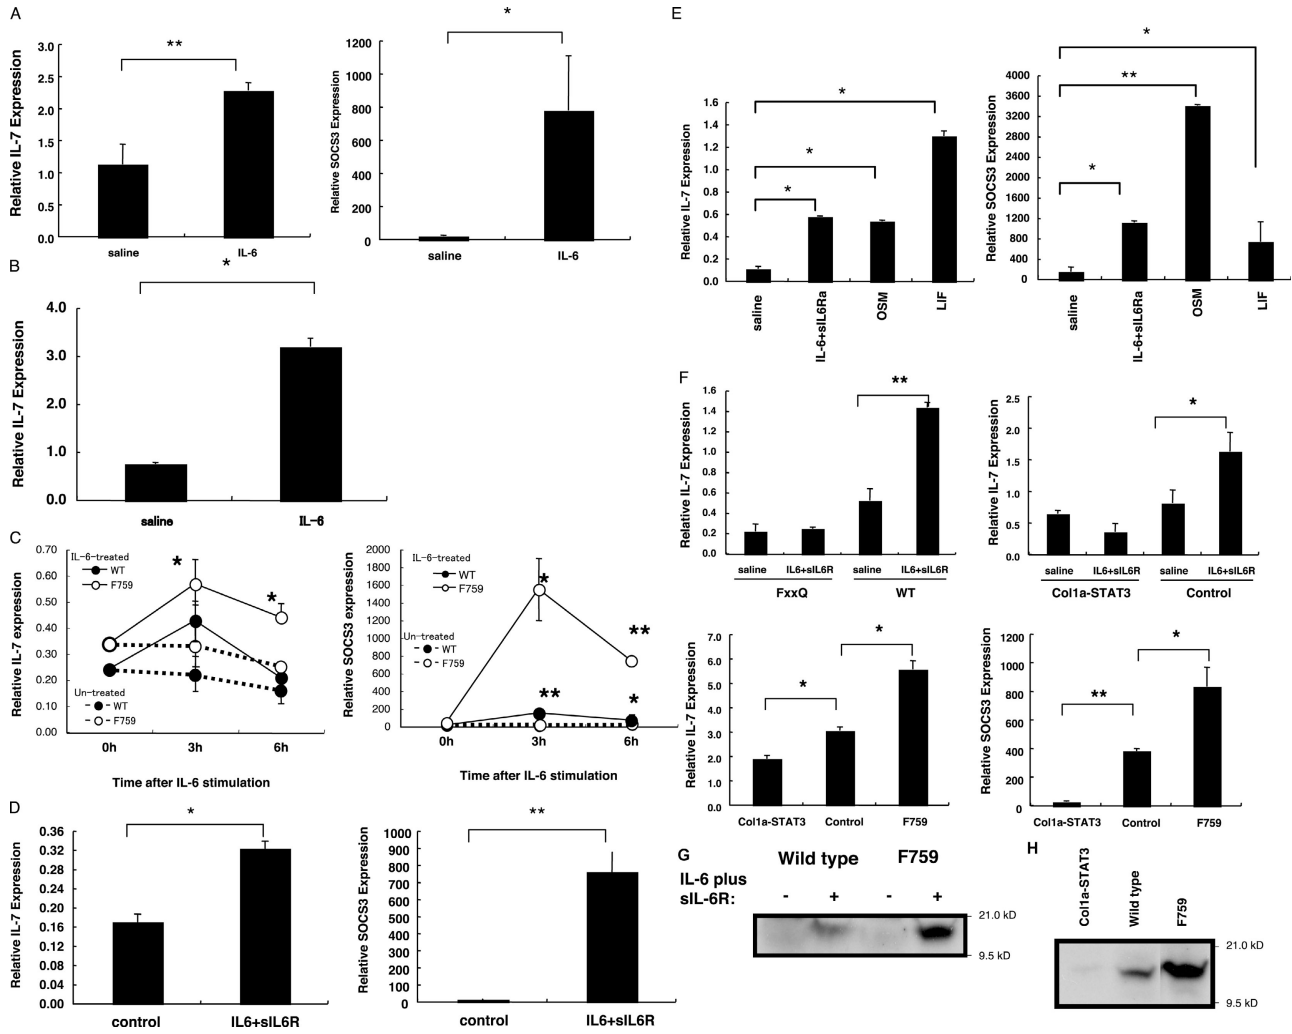 A
Relative IL-7 Expression
3.0
2.5
2.0
1.5
1.0
0.5
0.0
**
saline
IL-6
Relative SOCS3 Expression
1200
1000
800
600
400
200
0
*
saline
IL-6
B
Relative IL-7 Expression
4.0
3.0
2.0
1.0
0.0
*
saline
IL-6
C
Relative IL-7 expression
0.70
0.60
0.50
0.40
0.30
0.20
0.10
0.00
IL-6-treated
WT
F759
Un-treated
WT
F759
*
*
0h
3h
6h
Time after IL-6 stimulation
Relative SOCS3 expression
2000
1800
1600
1400
1200
1000
800
600
400
200
0
IL-6-treated
WT
F759
Un-treated
WT
F759
*
**
**
*
0h
3h
6h
Time after IL-6 stimulation
D
Relative IL-7 Expression
0.36
0.32
0.28
0.24
0.20
0.16
0.12
0.08
0.04
0.00
*
control
IL6+sIL6R
Relative SOCS3 Expression
1000
900
800
700
600
500
400
300
200
100
0
**
control
IL6+sIL6R
E
Relative IL-7 Expression
1.6
1.4
1.2
1.0
0.8
0.6
0.4
0.2
0.0
*
*
*
saline
IL-6+sIL6Ra
OSM
LIF
Relative SOCS3 Expression
4000
3600
3200
2800
2400
2000
1600
1200
800
400
0
*
**
*
saline
IL-6+sIL6Ra
OSM
LIF
F
Relative IL-7 Expression
1.6
1.4
1.2
1.0
0.8
0.6
0.4
0.2
0.0
**
saline
IL6+sIL6R
saline
IL6+sIL6R
FxxQ
WT
Relative IL-7 Expression
2.5
2.0
1.5
1.0
0.5
0.0
*
saline
IL6+sIL6R
saline
IL6+sIL6R
Col1a-STAT3
Control
Relative IL-7 Expression
7.0
6.0
5.0
4.0
3.0
2.0
1.0
0.0
*
*
Col1a-STAT3
Control
F759
Relative SOCS3 Expression
1200
1000
800
600
400
200
0
**
*
Col1a-STAT3
Control
F759
G
Wild type
F759
IL-6 plus
sIL-6R:
- + - +
21.0 kD
9.5 kD
H
Col1a-STAT3
Wild type
F759
21.0 kD
9.5 kD